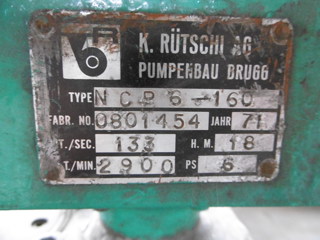 K. RÜTSCHI AG
PUMPENBAU BRUGG
TYPE NCP 6-160
FABR. NO. 0801454 JAHR 71
T./SEC. 133 H. M. 18
T./MIN. 2900 PS 6